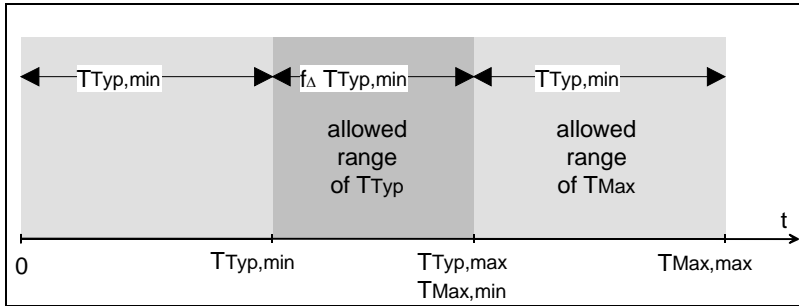 TTyp,min f∆ TTyp,min TTyp,min
allowed allowed
range range
of TTyp of TMax
t
0 TTyp,min TTyp,max TMax,max
TMax,min